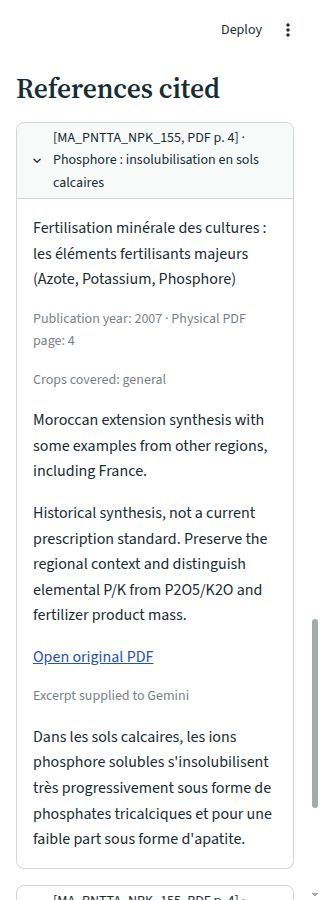 Deploy
References cited
[MA_PNTTA_NPK_155, PDF p. 4] ·
Phosphore : insolubilisation en sols
calcaires
Fertilisation minérale des cultures :
les éléments fertilisants majeurs
(Azote, Potassium, Phosphore)
Publication year: 2007 · Physical PDF
page: 4
Crops covered: general
Moroccan extension synthesis with
some examples from other regions,
including France.
Historical synthesis, not a current
prescription standard. Preserve the
regional context and distinguish
elemental P/K from P2O5/K2O and
fertilizer product mass.
Open original PDF
Excerpt supplied to Gemini
Dans les sols calcaires, les ions
phosphore solubles s'insolubilisent
très progressivement sous forme de
phosphates tricalciques et pour une
faible part sous forme d'apatite.
[MA_PNTTA_NPK_155, PDF p. 4] ·